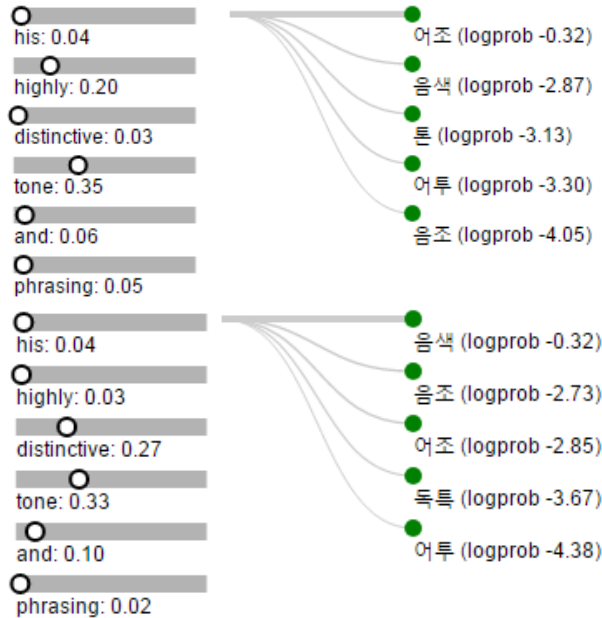 his: 0.04
highly: 0.20
distinctive: 0.03
tone: 0.35
and: 0.06
phrasing: 0.05
어조 (logprob -0.32)
음색 (logprob -2.87)
톤 (logprob -3.13)
어투 (logprob -3.30)
음조 (logprob -4.05)
his: 0.04
highly: 0.03
distinctive: 0.27
tone: 0.33
and: 0.10
phrasing: 0.02
음색 (logprob -0.32)
음조 (logprob -2.73)
어조 (logprob -2.85)
독특 (logprob -3.67)
어투 (logprob -4.38)